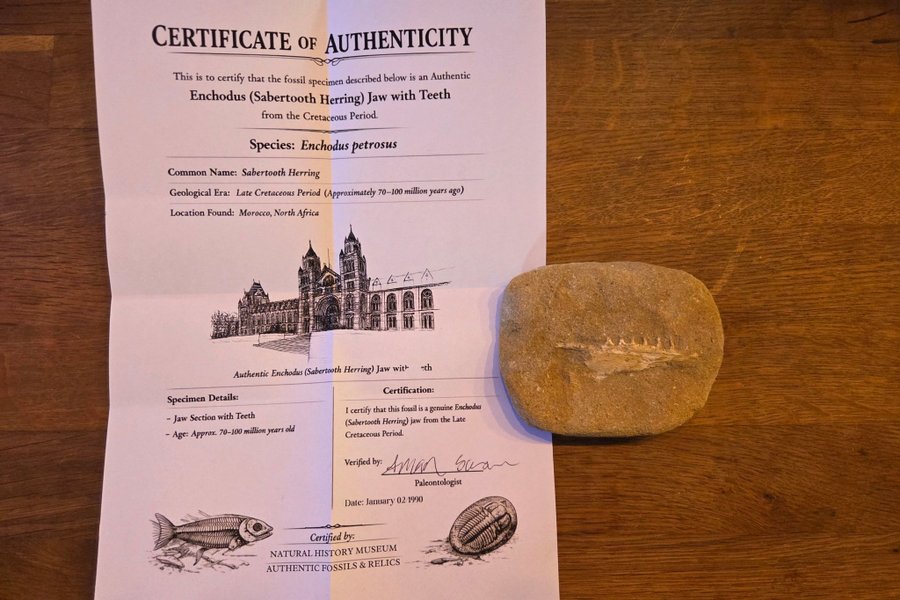 CERTIFICATE OF AUTHENTICITY
This is to certify that the fossil specimen described below is an Authentic
Enchodus (Sabertooth Herring) Jaw with Teeth
from the Cretaceous Period.
Species: Enchodus petrosus
Common Name: Sabertooth Herring
Geological Era: Late Cretaceous Period (Approximately 70–100 million years ago)
Location Found: Morocco, North Africa
Authentic Enchodus (Sabertooth Herring) Jaw
Specimen Details:
– Jaw Section with Teeth
– Age: Approx. 70–100 million years old
Certification:
I certify that this fossil is a genuine Enchodus
(Sabertooth Herring) jaw from the Late
Cretaceous Period.
Verified by:
Paleontologist
Date: January 02 1990
Certified by:
NATURAL HISTORY MUSEUM
AUTHENTIC FOSSILS & RELICS